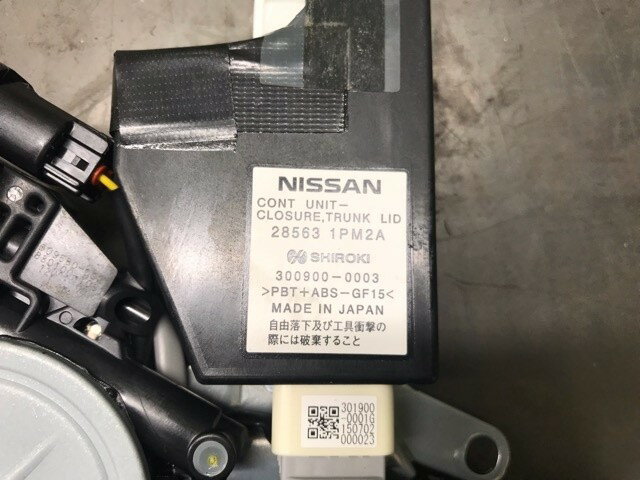 NISSAN
CONT UNIT-
CLOSURE, TRUNK LID
28563 1PM2A
SHIROKI
300900-0003
>PBT+ABS-GF15<
MADE IN JAPAN
自由落下及び工具衝撃の
際には破棄すること
301900
-0001G
150702
000023